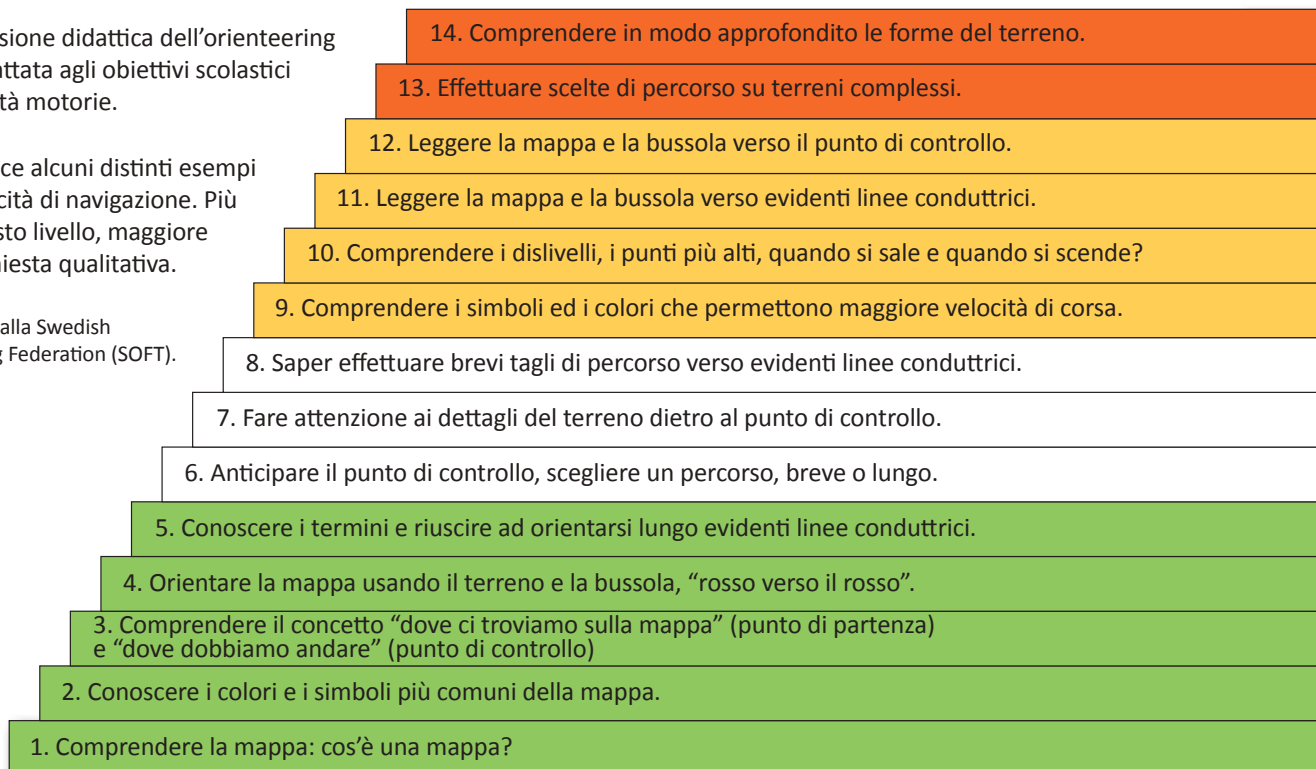 sione didattica dell'orienteering
attata agli obiettivi scolastici
tà motorie.
ce alcuni distinti esempi
cità di navigazione. Più
sto livello, maggiore
iesta qualitativa.
alla Swedish
g Federation (SOFT).
14. Comprendere in modo approfondito le forme del terreno.
13. Effettuare scelte di percorso su terreni complessi.
12. Leggere la mappa e la bussola verso il punto di controllo.
11. Leggere la mappa e la bussola verso evidenti linee conduttrici.
10. Comprendere i dislivelli, i punti più alti, quando si sale e quando si scende?
9. Comprendere i simboli ed i colori che permettono maggiore velocità di corsa.
8. Saper effettuare brevi tagli di percorso verso evidenti linee conduttrici.
7. Fare attenzione ai dettagli del terreno dietro al punto di controllo.
6. Anticipare il punto di controllo, scegliere un percorso, breve o lungo.
5. Conoscere i termini e riuscire ad orientarsi lungo evidenti linee conduttrici.
4. Orientare la mappa usando il terreno e la bussola, “rosso verso il rosso”.
3. Comprendere il concetto “dove ci troviamo sulla mappa” (punto di partenza)
e “dove dobbiamo andare” (punto di controllo)
2. Conoscere i colori e i simboli più comuni della mappa.
1. Comprendere la mappa: cos'è una mappa?